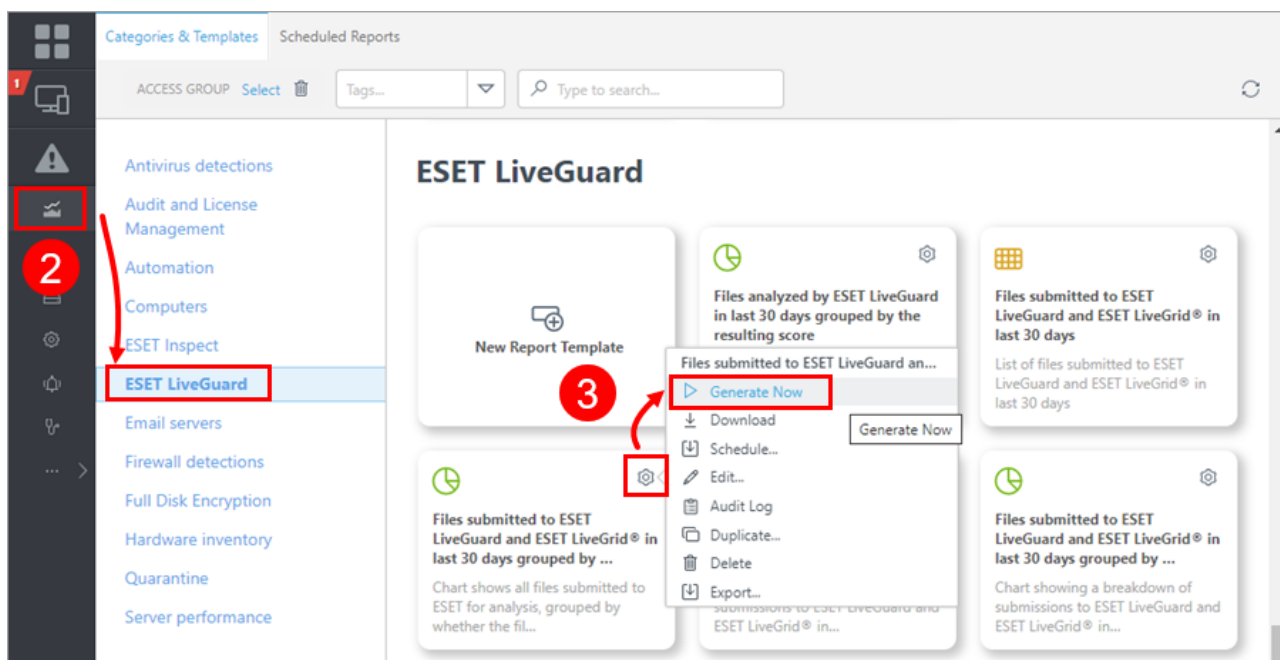 Categories & Templates
Scheduled Reports
1
ACCESS GROUP Select
Tags...
Type to search...
2
Antivirus detections
Audit and License
Management
Automation
Computers
ESET Inspect
ESET LiveGuard
Email servers
Firewall detections
Full Disk Encryption
Hardware inventory
Quarantine
Server performance
ESET LiveGuard
New Report Template
Files analyzed by ESET LiveGuard
in last 30 days grouped by the
resulting score
Files submitted to ESET
LiveGuard and ESET LiveGrid® in
last 30 days
List of files submitted to ESET
LiveGuard and ESET LiveGrid® in
last 30 days
3
Files submitted to ESET LiveGuard an...
Generate Now
Download
Generate Now
Schedule...
Edit...
Audit Log
Duplicate...
Delete
Export...
Files submitted to ESET
LiveGuard and ESET LiveGrid® in
last 30 days grouped by ...
Chart shows all files submitted to
ESET for analysis, grouped by
whether the fil...
submissions to ESET LiveGuard and
ESET LiveGrid® in...
Files submitted to ESET
LiveGuard and ESET LiveGrid® in
last 30 days grouped by ...
Chart showing a breakdown of
submissions to ESET LiveGuard and
ESET LiveGrid® in...